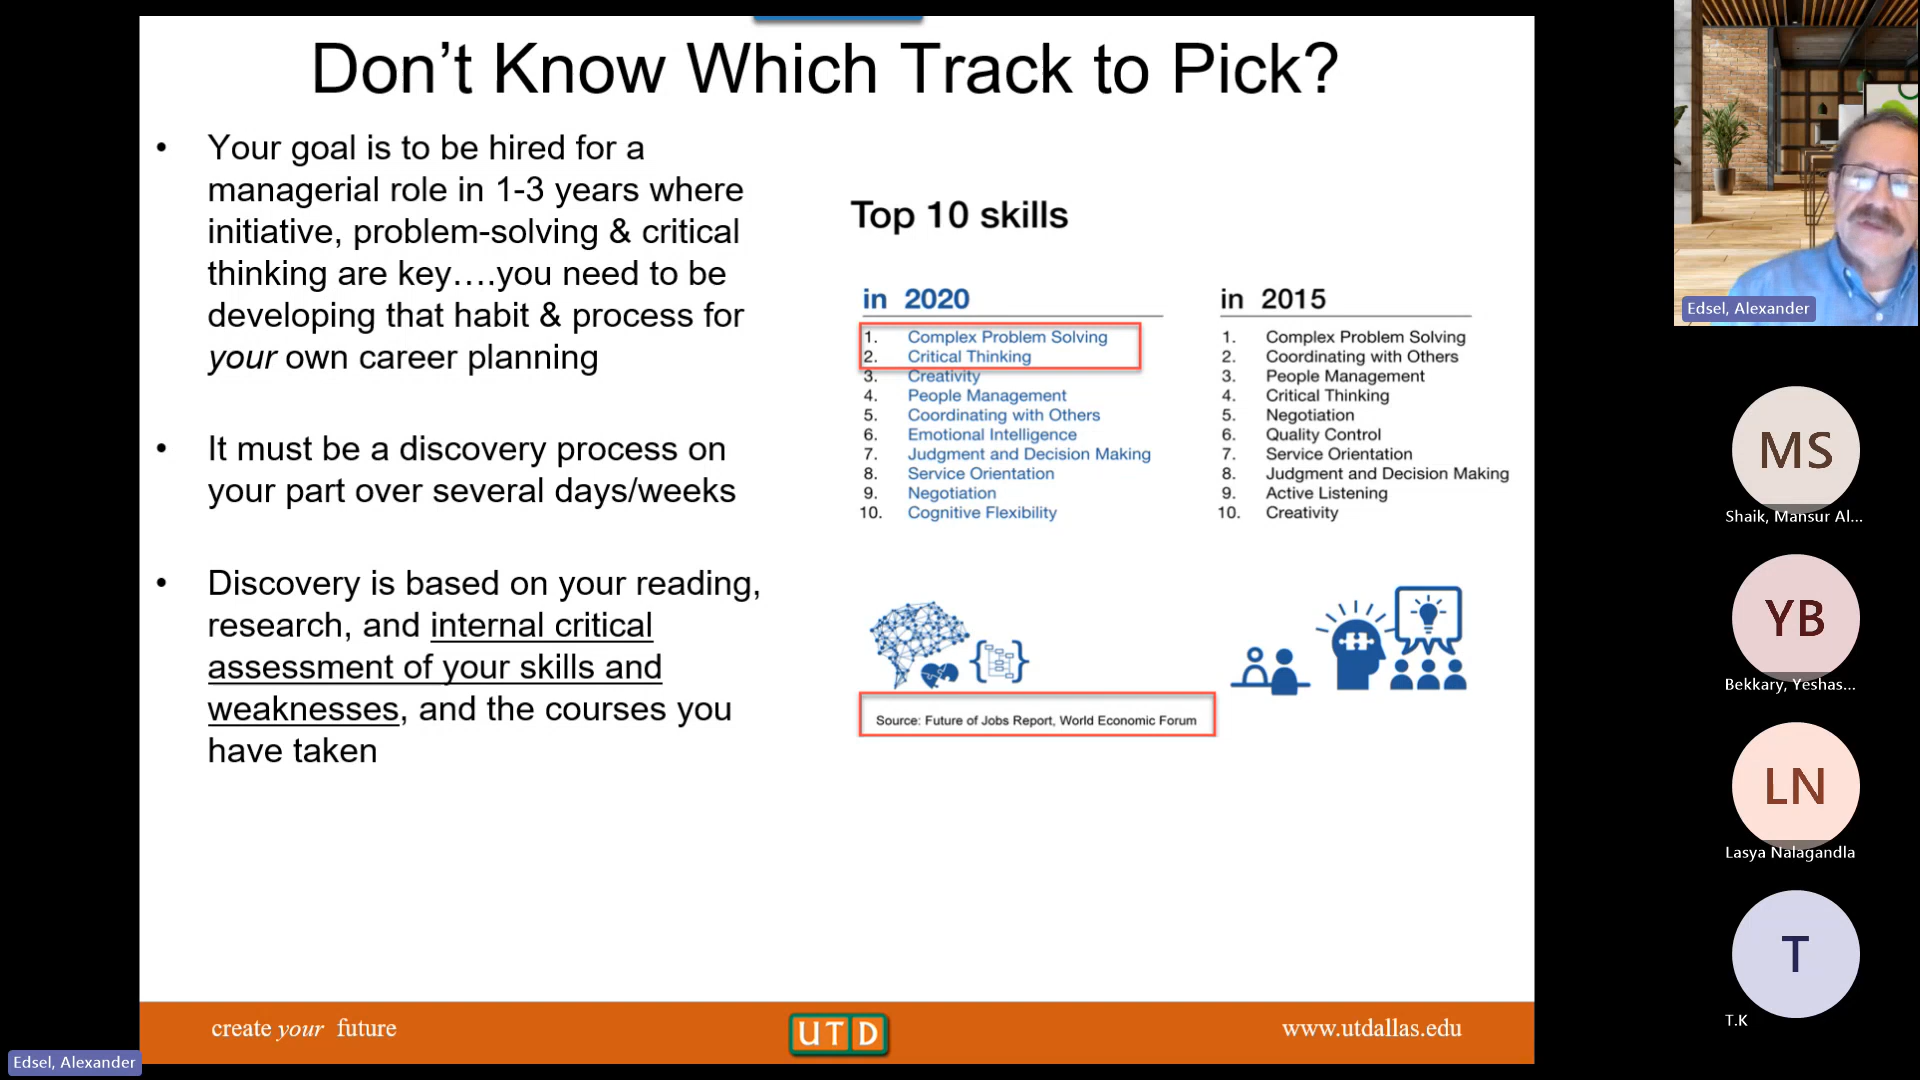 Don’t Know Which Track to Pick?
• Your goal is to be hired for a
managerial role in 1-3 years where
initiative, problem-solving & critical
thinking are key….you need to be
developing that habit & process for
your own career planning
• It must be a discovery process on
your part over several days/weeks
• Discovery is based on your reading,
research, and internal critical
assessment of your skills and
weaknesses, and the courses you
have taken
Top 10 skills
in 2020
1. Complex Problem Solving
2. Critical Thinking
3. Creativity
4. People Management
5. Coordinating with Others
6. Emotional Intelligence
7. Judgment and Decision Making
8. Service Orientation
9. Negotiation
10. Cognitive Flexibility
in 2015
1. Complex Problem Solving
2. Coordinating with Others
3. People Management
4. Critical Thinking
5. Negotiation
6. Quality Control
7. Service Orientation
8. Judgment and Decision Making
9. Active Listening
10. Creativity
Source: Future of Jobs Report, World Economic Forum
create your future
UTD
www.utdallas.edu
Edsel, Alexander
Edsel, Alexander
MS
Shaik, Mansur Al...
YB
Bekkary, Yeshas...
LN
Lasya Nalagandla
T
T.K